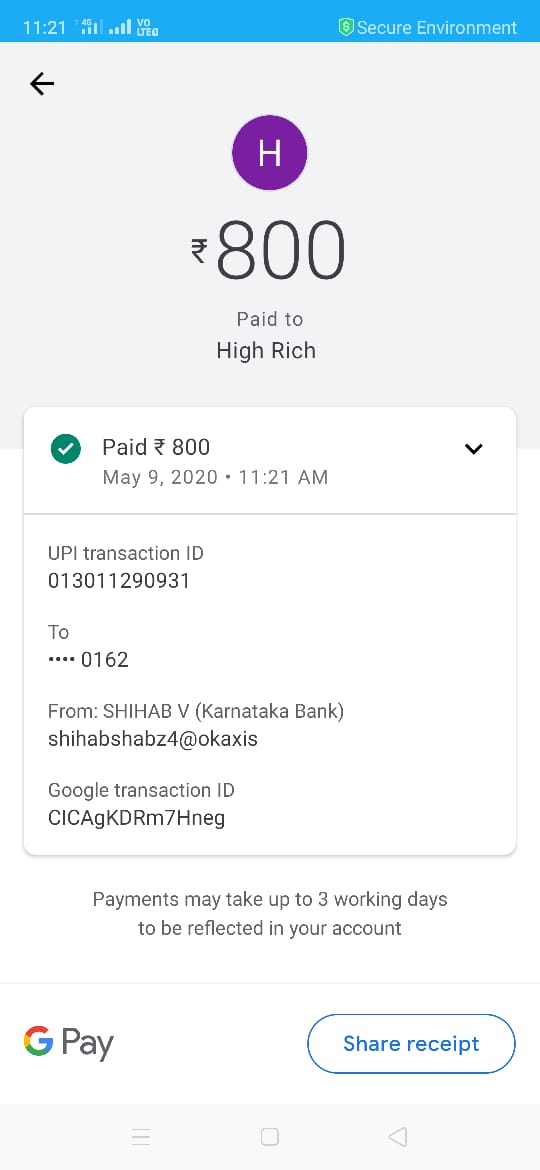 11:21 4G VO LTE Secure Environment
H
₹800
Paid to
High Rich
Paid ₹ 800
May 9, 2020 • 11:21 AM
UPI transaction ID
013011290931
To
•••• 0162
From: SHIHAB V (Karnataka Bank)
shihabshabz4@okaxis
Google transaction ID
CICAgKDRm7Hneg
Payments may take up to 3 working days
to be reflected in your account
G Pay
Share receipt